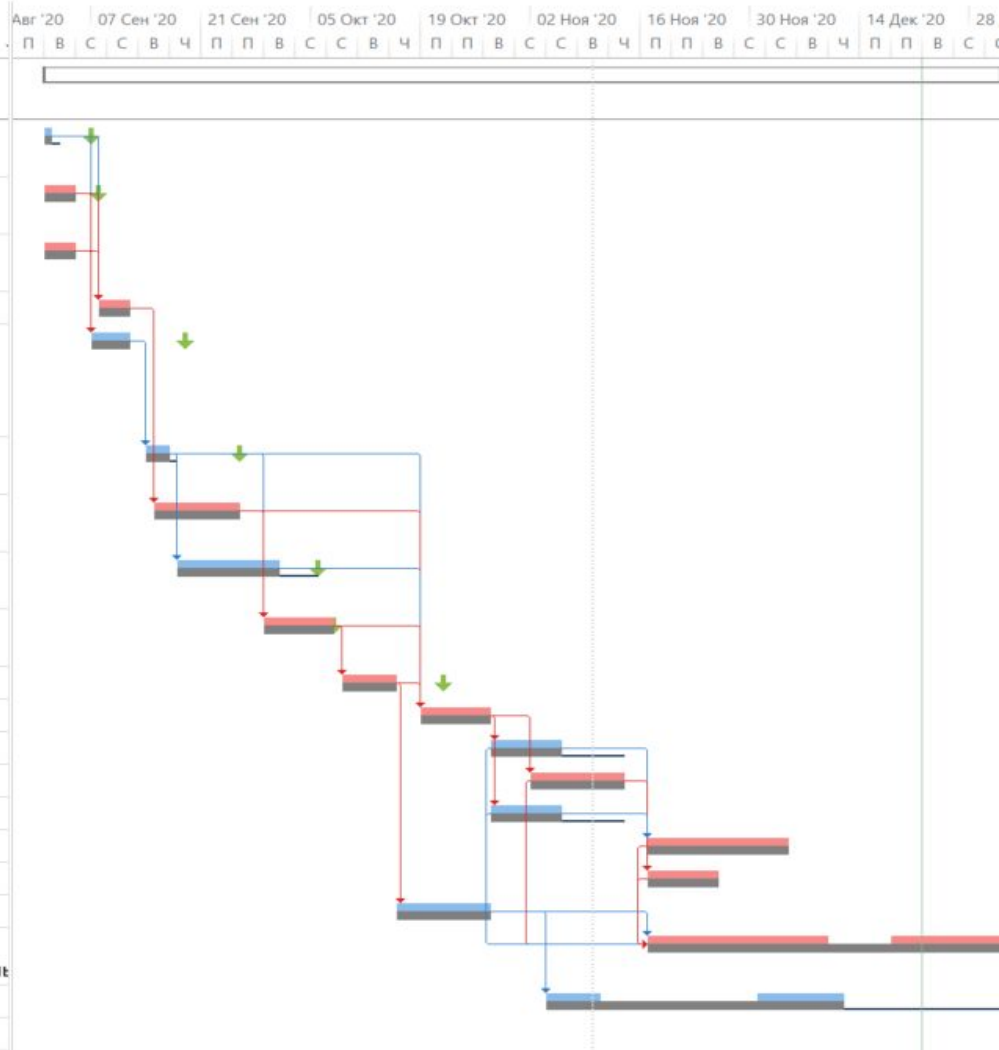 Авг '20 07 Сен '20 21 Сен '20 05 Окт '20 19 Окт '20 02 Ноя '20 16 Ноя '20 30 Ноя '20 14 Дек '20 28
П В С С В Ч П П С С В Ч П П В С С В Ч П П С С В Ч П П В С